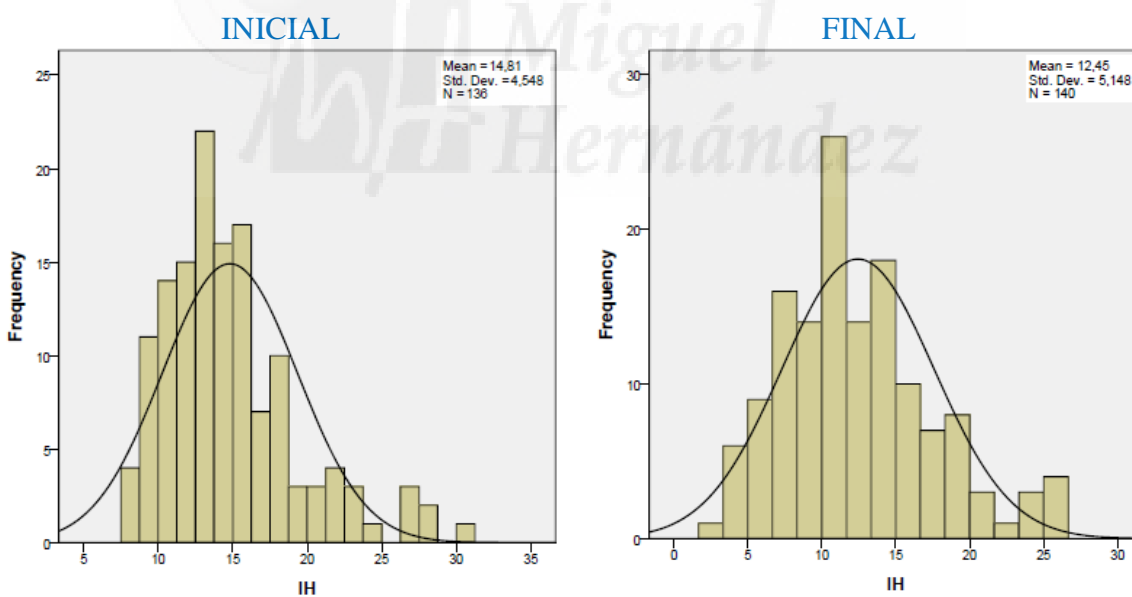 INICIAL
Mean = 14,81
Std. Dev. = 4,548
N = 136
25
20
15
10
5
0
Frequency
5 10 15 20 25 30 35
IH
FINAL
Mean = 12,45
Std. Dev. = 5,148
N = 140
30
20
10
0
Frequency
0 5 10 15 20 25 30
IH
Miguel
Hernández